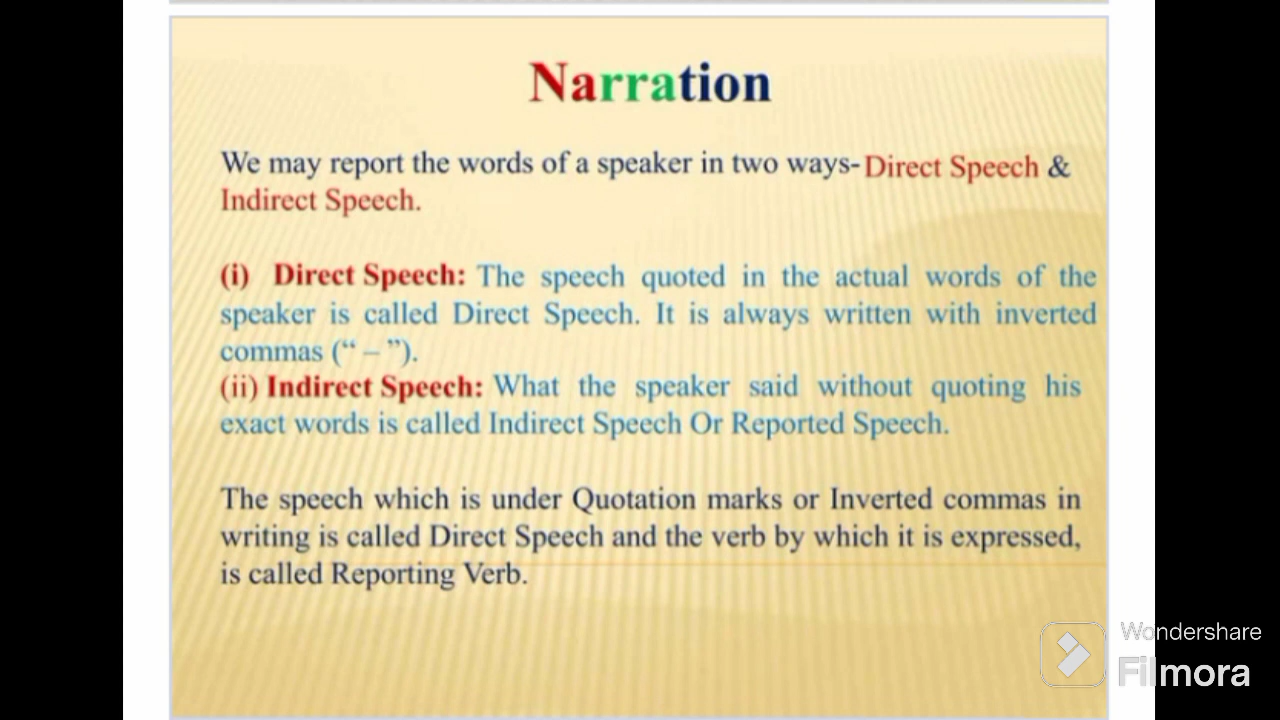 Narration
We may report the words of a speaker in two ways- Direct Speech &
Indirect Speech.
(i) Direct Speech: The speech quoted in the actual words of the
speaker is called Direct Speech. It is always written with inverted
commas (“ – ”).
(ii) Indirect Speech: What the speaker said without quoting his
exact words is called Indirect Speech Or Reported Speech.
The speech which is under Quotation marks or Inverted commas in
writing is called Direct Speech and the verb by which it is expressed,
is called Reporting Verb.
Wondershare
Filmora